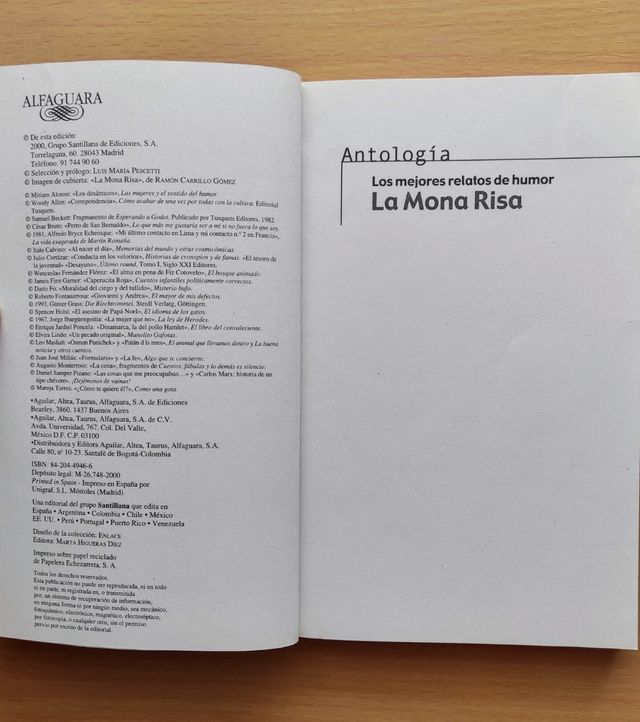 ALFAGUARA
© De esta edición:
2000, Grupo Santillana de Ediciones, S.A.
Torrelaguna, 60. 28043 Madrid
Teléfono: 91 744 90 60
© Selección y prólogo: LUIS MARÍA PESCETTI
© Imagen de cubierta: «La Mona Risa», de RAMÓN CARRILLO GÓMEZ
© Miriam Alonso: «Los dinámicos», Las mujeres y el sentido del humor.
© Woody Allen: «Correspondencia», Cómo acabar de una vez por todas con la cultura. Editorial
Tusquets.
© Samuel Beckett: Fragmento de Esperando a Godot, Publicado por Tusquets Editores, 1982.
© César Bruto: «Perro de San Bernaldo», Lo que más me gustaría ser a mí si no fuera lo que soy.
© 1981, Alfredo Bryce Echenique: «Mi último contacto en Lima y mi contacto n.° 2 en Francia»,
La vida exagerada de Martín Romaña.
© Italo Calvino: «Al nacer el día», Memorias del mundo y otras cosmicómicas.
© Julio Cortázar: «Conducta en los velorios», Historias de cronopios y de famas. «El tesoro de
la juventud» «Desayuno», Último round, Tomo I, Siglo XXI Editores.
© Wenceslao Fernández Flórez: «El alma en pena de Fiz Cotovelo», El bosque animado.
© James Finn Garner: «Caperucita Roja», Cuentos infantiles políticamente correctos.
© Dario Fo: «Moralidad del ciego y del tullido», Misterio bufo.
© Roberto Fontanarrosa: «Giovanni y Andrea», El mayor de mis defectos.
© 1993, Günter Grass: Die Blechtrommel. Steidl Verlag, Göttingen.
© Spencer Holst: «El asesino de Papá Noel», El idioma de los gatos.
© 1967, Jorge Ibargüengoitia: «La mujer que no», La ley de Herodes.
© Enrique Jardiel Poncela: «Dinamarca, la del pollo Hamlet», El libro del convaleciente.
© Elvira Lindo: «Un pecado original», Manolito Gafotas.
© Leo Masliah: «Osman Punichek» y «Patán d ls mns», El animal que llevamos dentro y La buena
noticia y otros cuentos.
© Juan José Millás: «Formulario» y «La fe», Algo que te concierne.
© Augusto Monterroso: «La cena», fragmentos de Cuentos, fábulas y lo demás es silencio.
© Daniel Samper Pizano: «Las cosas que me preocupaban...» y «Carlos Marx: historia de un
tipo chévere», ¡Dejémonos de vainas!
© Maruja Torres: «¿Cómo te quiere él?», Como una gota.
•Aguilar, Altea, Taurus, Alfaguara, S.A. de Ediciones
Beazley, 3860. 1437 Buenos Aires
•Aguilar, Altea, Taurus, Alfaguara, S.A. de C.V.
Avda. Universidad, 767. Col. Del Valle,
México D.F. C.P. 03100
•Distribuidora y Editora Aguilar, Altea, Taurus, Alfaguara, S.A.
Calle 80, nº 10-23. Santafé de Bogotá-Colombia
ISBN: 84-204-4946-6
Depósito legal: M-26.748-2000
Printed in Spain - Impreso en España por
Unigraf, S.L. Móstoles (Madrid)
Una editorial del grupo Santillana que edita en
España • Argentina • Colombia • Chile • México
EE. UU. • Perú • Portugal • Puerto Rico • Venezuela
Diseño de la colección: ENLACE
Editora: MARTA HIGUERAS DÍEZ
Impreso sobre papel reciclado
de Papelera Echezarreta, S. A.
Todos los derechos reservados.
Esta publicación no puede ser reproducida, ni en todo
ni en parte, ni registrada en, o transmitida
por, un sistema de recuperación de información,
en ninguna forma ni por ningún medio, sea mecánico,
fotoquímico, electrónico, magnético, electroóptico,
por fotocopia, o cualquier otro, sin el permiso
previo por escrito de la editorial.
Antología
Los mejores relatos de humor
La Mona Risa